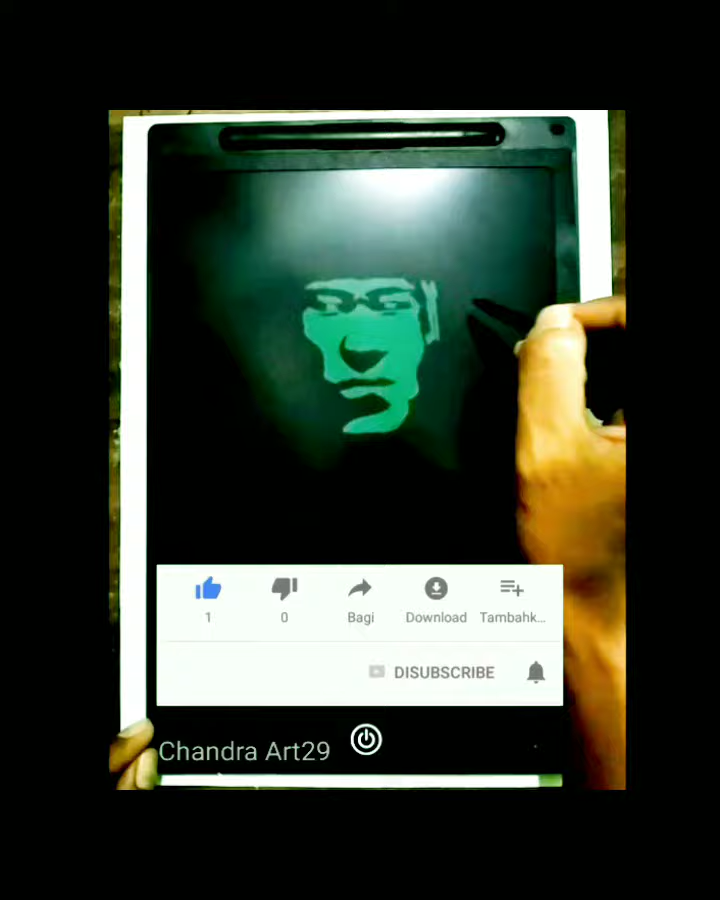 1
0
Bagi
Download
Tambahk...
DISUBSCRIBE
Chandra Art29